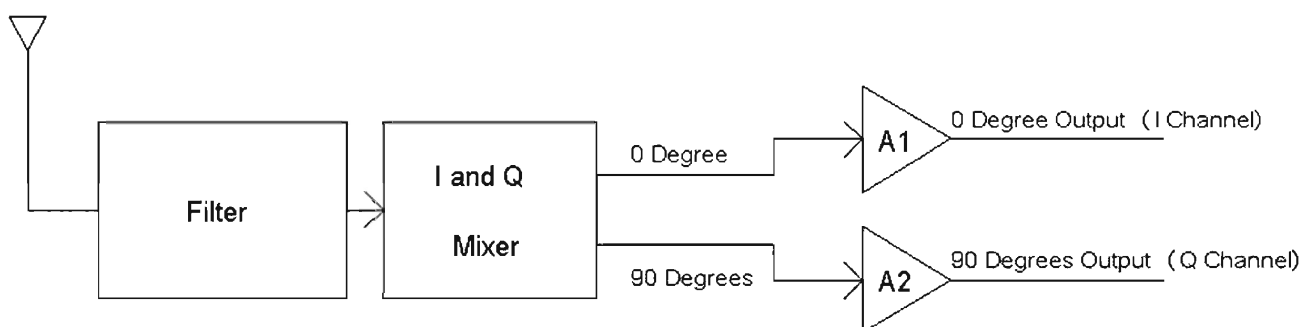 Filter
I and Q
Mixer
0 Degree
90 Degrees
A1
0 Degree Output (I Channel)
A2
90 Degrees Output (Q Channel)